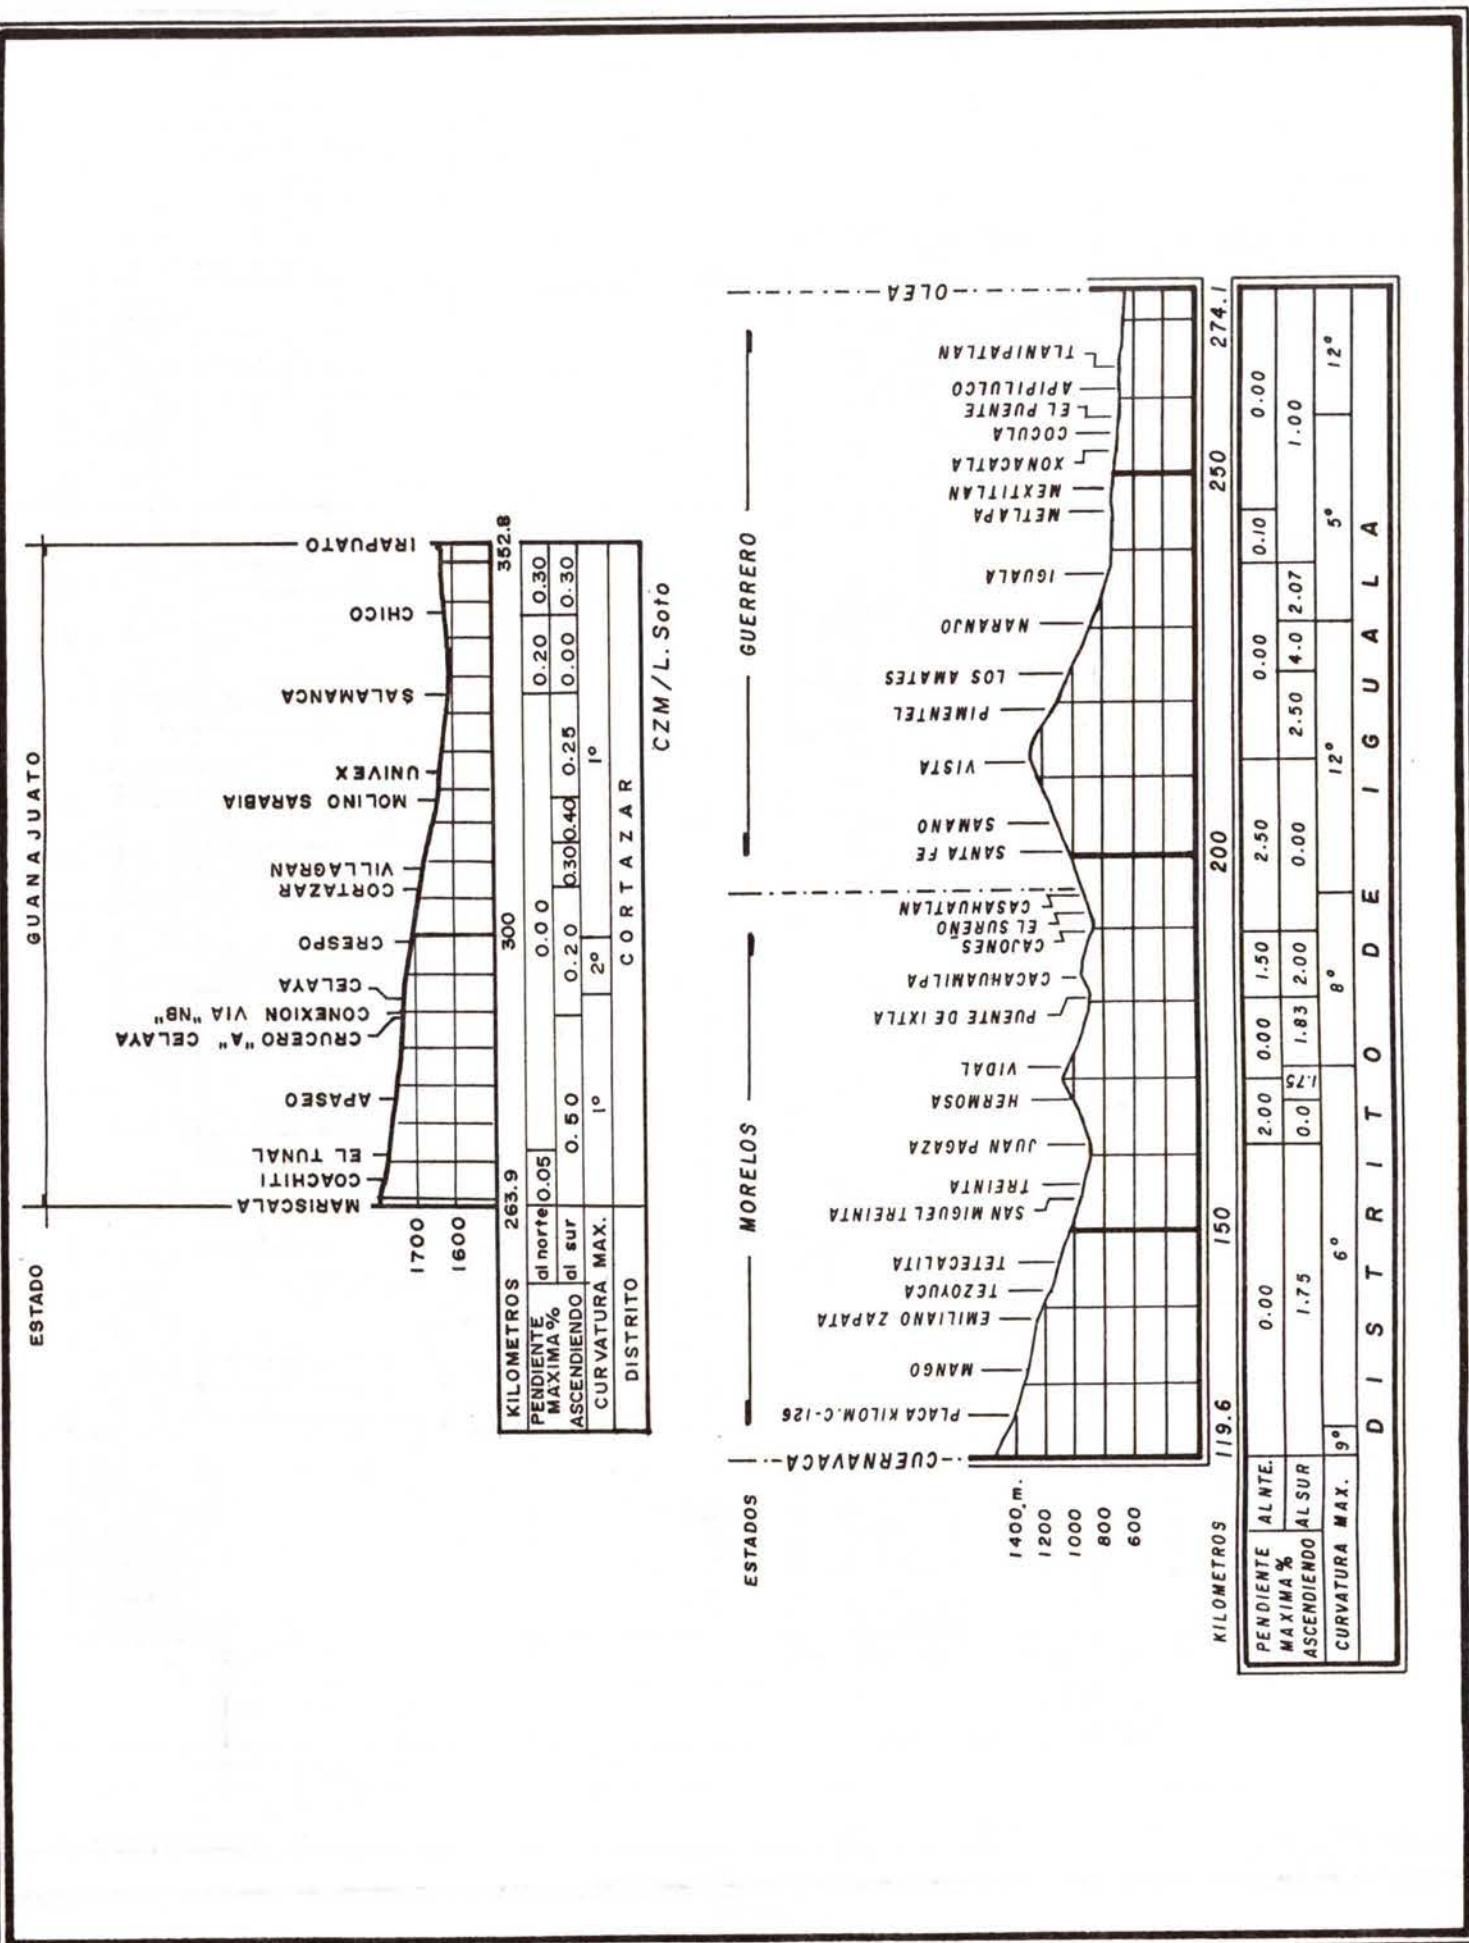 ESTADO
GUANAJUATO
MARISCALA
COACHITI
EL TUNAL
APASEO
CRUCERO "A" CELAYA
CONEXION VIA "NB"
CELAYA
CRESPO
CORTAZAR
VILLAGRAN
MOLINO SARABIA
UNIVEX
SALAMANCA
CHICO
IRAPUATO
1700
1600
KILOMETROS 263.9 300 352.8
PENDIENTE MAXIMA % ASCENDIENDO
al norte 0.05 0.00 0.20 0.30
al sur 0.50 0.20 0.30 0.40 0.25 0.00 0.30
CURVATURA MAX. 1° 2° 1°
DISTRITO CORTAZAR
CZM/L. Soto
ESTADOS
MORELOS
GUERRERO
CUERNAVACA
PLACA KILOM. C-126
MANGO
EMILIANO ZAPATA
TEZOYUCA
TETECALITA
SAN MIGUEL TREINTA
TREINTA
JUAN PAGAZA
HERMOSA
VIDAL
PUENTE DE IXTLA
CACAHUAMILPA
CAJONES
EL SUREÑO
CASAHUATLAN
SANTA FE
SAMANO
VISTA
PIMENTEL
LOS AMATES
NARANJO
IGUALA
METLAPA
MEXTITLAN
XONACATLA
COCULA
EL PUENTE
APIPILULCO
TLANIPATLAN
OLEA
1400 m.
1200
1000
800
600
KILOMETROS 119.6 150 200 250 274.1
PENDIENTE MAXIMA % ASCENDIENDO
AL NTE. 0.00 2.00 0.00 1.50 2.50 0.00 0.10 0.00
AL SUR 1.75 0.0 1.75 1.83 2.00 0.00 2.50 4.0 2.07 1.00
CURVATURA MAX. 9° 6° 8° 12° 5° 12°
DISTRITO DE IGUALA